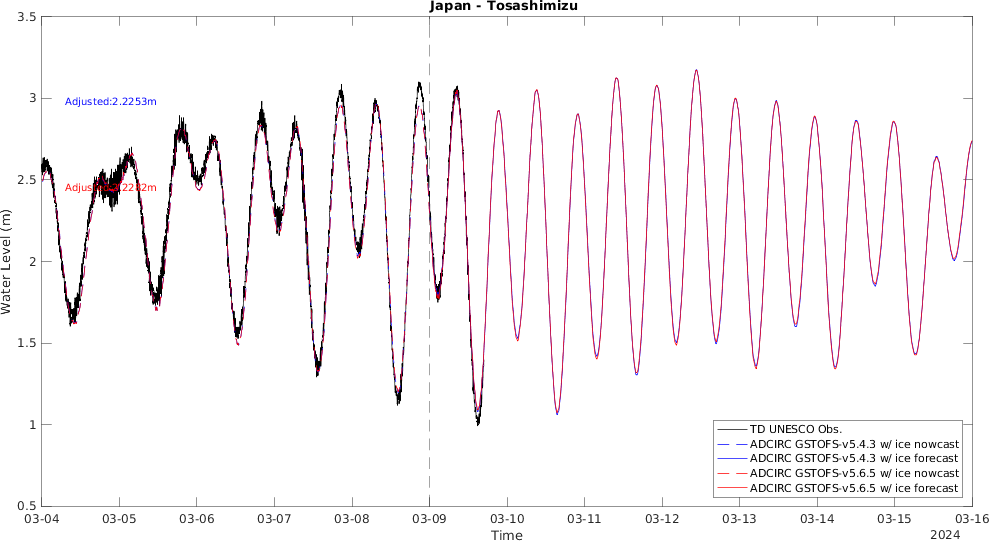 Japan - Tosashimizu
3.5
3
2.5
2
1.5
1
0.5
Water Level (m)
Adjusted:2.2253m
03-04
03-05
03-06
03-07
03-08
03-09
03-10
03-11
03-12
03-13
03-14
03-15
03-16
Time
2024
TD UNESCO Obs.
ADCIRC GSTOFS-v5.4.3 w/ ice nowcast
ADCIRC GSTOFS-v5.4.3 w/ ice forecast
ADCIRC GSTOFS-v5.6.5 w/ ice nowcast
ADCIRC GSTOFS-v5.6.5 w/ ice forecast